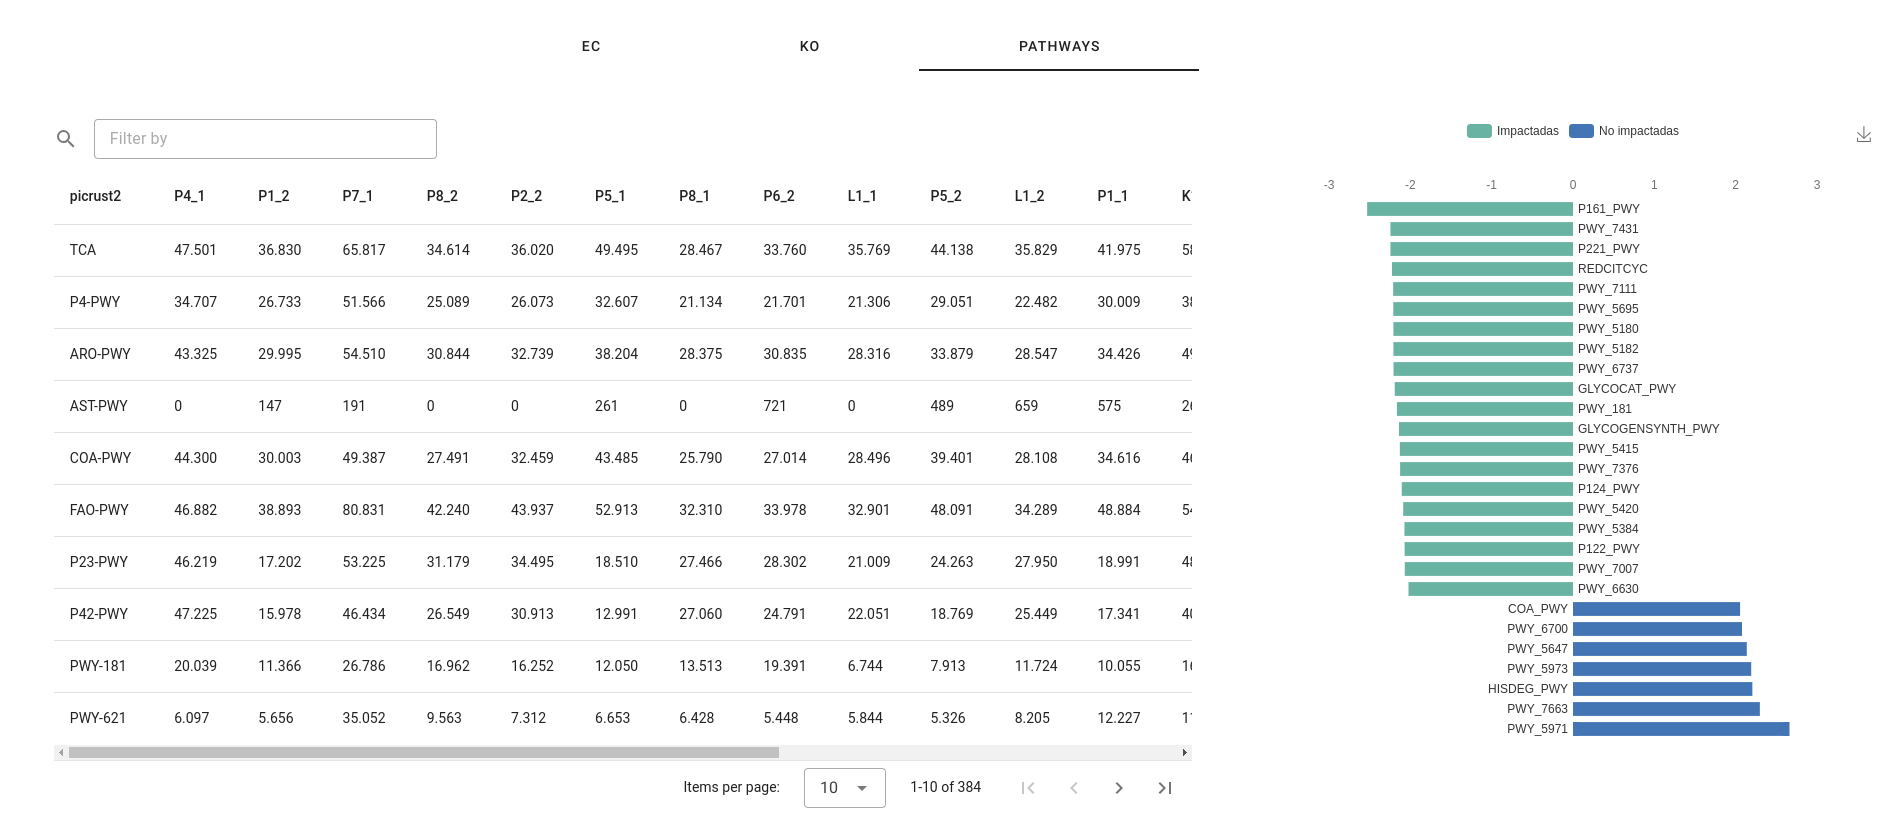 EC KO PATHWAYS
Filter by
picrust2 P4_1 P1_2 P7_1 P8_2 P2_2 P5_1 P8_1 P6_2 L1_1 P5_2 L1_2 P1_1
TCA 47.501 36.830 65.817 34.614 36.020 49.495 28.467 33.760 35.769 44.138 35.829 41.975
P4-PWY 34.707 26.733 51.566 25.089 26.073 32.607 21.134 21.701 21.306 29.051 22.482 30.009
ARO-PWY 43.325 29.995 54.510 30.844 32.739 38.204 28.375 30.835 28.316 33.879 28.547 34.426
AST-PWY 0 147 191 0 0 261 0 721 0 489 659 575
COA-PWY 44.300 30.003 49.387 27.491 32.459 43.485 25.790 27.014 28.496 39.401 28.108 34.616
FAO-PWY 46.882 38.893 80.831 42.240 43.937 52.913 32.310 33.978 32.901 48.091 34.289 48.884
P23-PWY 46.219 17.202 53.225 31.179 34.495 18.510 27.466 28.302 21.009 24.263 27.950 18.991
P42-PWY 47.225 15.978 46.434 26.549 30.913 12.991 27.060 24.791 22.051 18.769 25.449 17.341
PWY-181 20.039 11.366 26.786 16.962 16.252 12.050 13.513 19.391 6.744 7.913 11.724 10.055
PWY-621 6.097 5.656 35.052 9.563 7.312 6.653 6.428 5.448 5.844 5.326 8.205 12.227
Items per page: 10 1-10 of 384
Impactadas No impactadas
-3 -2 -1 0 1 2 3
P161_PWY
PWY_7431
P221_PWY
REDCITCYC
PWY_7111
PWY_5695
PWY_5180
PWY_5182
PWY_6737
GLYCOCAT_PWY
PWY_181
GLYCOGENSYNTH_PWY
PWY_5415
PWY_7376
P124_PWY
PWY_5420
PWY_5384
P122_PWY
PWY_7007
PWY_6630
COA_PWY
PWY_6700
PWY_5647
PWY_5973
HISDEG_PWY
PWY_7663
PWY_5971